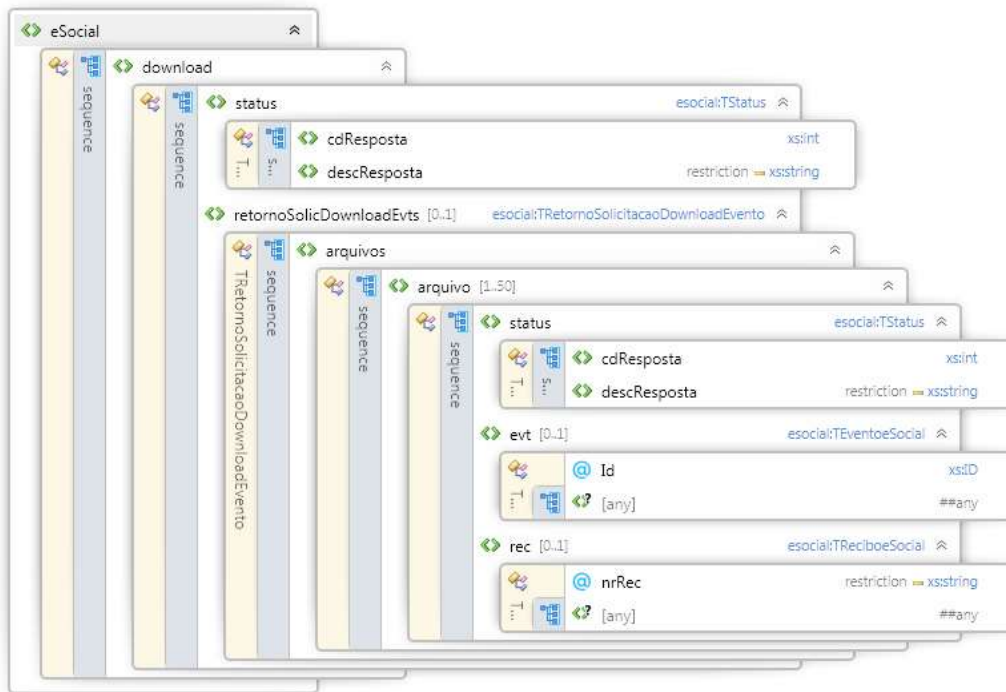 eSocial
sequence
download
sequence
status esocial:TStatus
T... s... cdResposta xs:int
descResposta restriction xs:string
retornoSolicDownloadEvts [0..1] esocial:TRetornoSolicitacaoDownloadEvento
TRetornoSolicitacaoDownloadEvento
sequence
arquivos
sequence
arquivo [1..50]
sequence
status esocial:TStatus
T... s... cdResposta xs:int
descResposta restriction xs:string
evt [0..1] esocial:TEventoeSocial
T... @ Id xs:ID
? [any] ##any
rec [0..1] esocial:TReciboeSocial
T... @ nrRec restriction xs:string
? [any] ##any